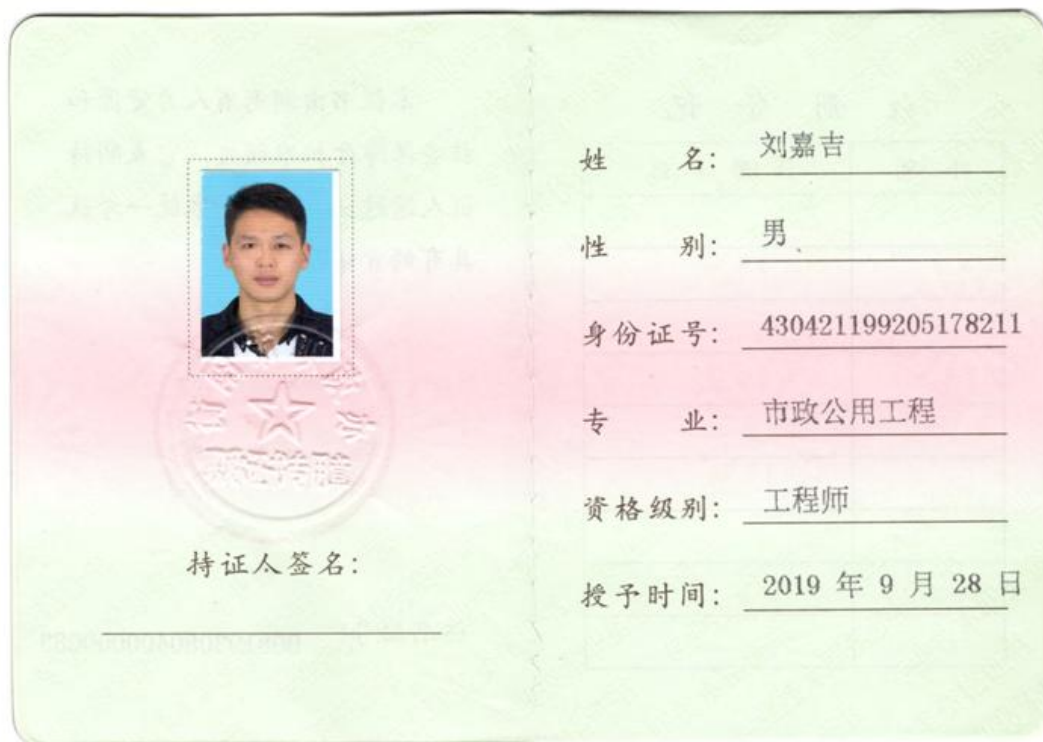 持证人签名:
姓 名: 刘嘉吉
性 别: 男
身份证号: 430421199205178211
专 业: 市政公用工程
资格级别: 工程师
授予时间: 2019 年 9 月 28 日